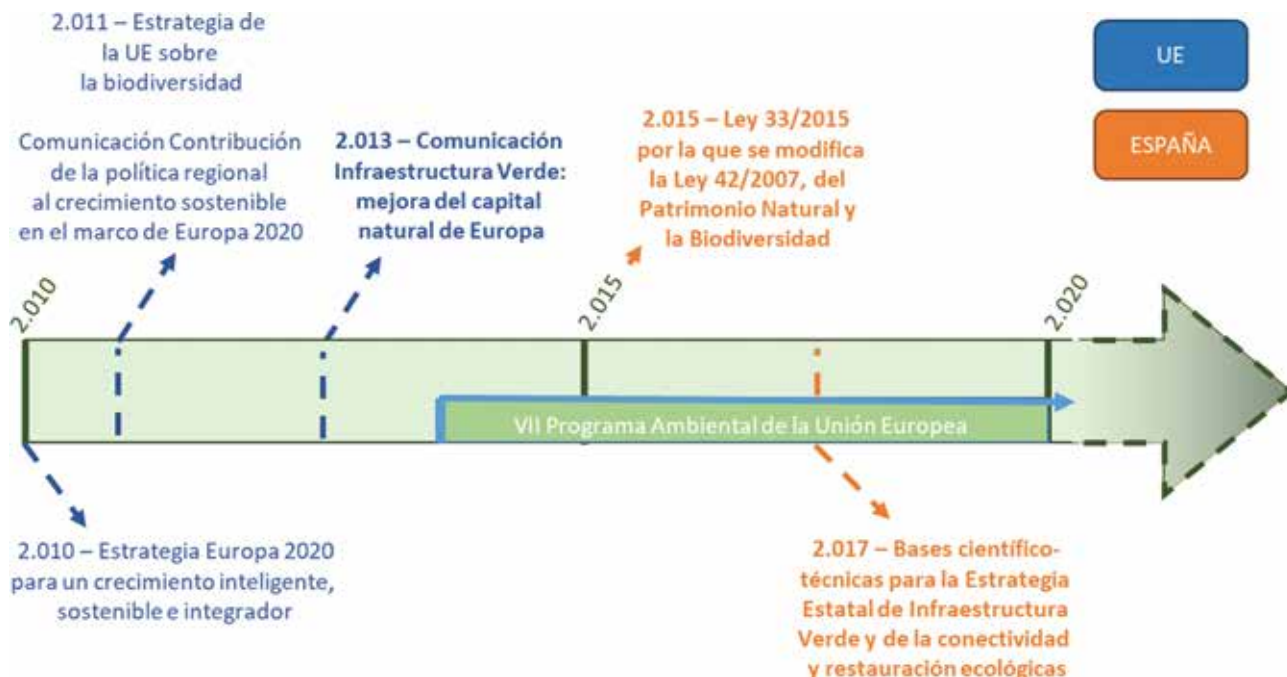 2.011 – Estrategia de
la UE sobre
la biodiversidad
Comunicación Contribución
de la política regional
al crecimiento sostenible
en el marco de Europa 2020
2.013 – Comunicación
Infraestructura Verde:
mejora del capital
natural de Europa
2.015 – Ley 33/2015
por la que se modifica
la Ley 42/2007, del
Patrimonio Natural y
la Biodiversidad
UE
ESPAÑA
2.010
2.015
2.020
VII Programa Ambiental de la Unión Europea
2.010 – Estrategia Europa 2020
para un crecimiento inteligente,
sostenible e integrador
2.017 – Bases científico-
técnicas para la Estrategia
Estatal de Infraestructura
Verde y de la conectividad
y restauración ecológicas